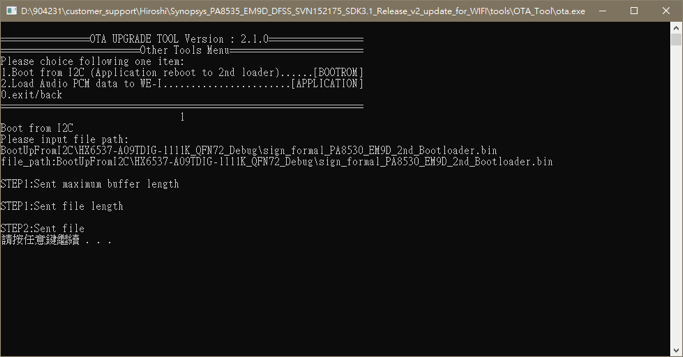 D:\904231\customer_support\Hiroshi\Synopsys_PA8535_EM9D_DFSS_SVN152175_SDK3.1_Release_v2_update_for_WIFI\tools\OTA_Tool\ota.exe
==================OTA UPGRADE TOOL Version : 2.1.0===================
============================Other Tools Menu===========================
Please choice following one item:
1.Boot from I2C (Application reboot to 2nd loader)......[BOOTROM]
2.Load Audio PCM data to WE-I.......................[APPLICATION]
0.exit/back
=========================================================================
1
Boot from I2C
Please input file path:
BootUpFromI2C\HX6537-A09TDIG-1111K_QFN72_Debug\sign_formal_PA8530_EM9D_2nd_Bootloader.bin
file_path:BootUpFromI2C\HX6537-A09TDIG-1111K_QFN72_Debug\sign_formal_PA8530_EM9D_2nd_Bootloader.bin
STEP1:Sent maximum buffer length
STEP1:Sent file length
STEP2:Sent file
請按任意鍵繼續 . . .